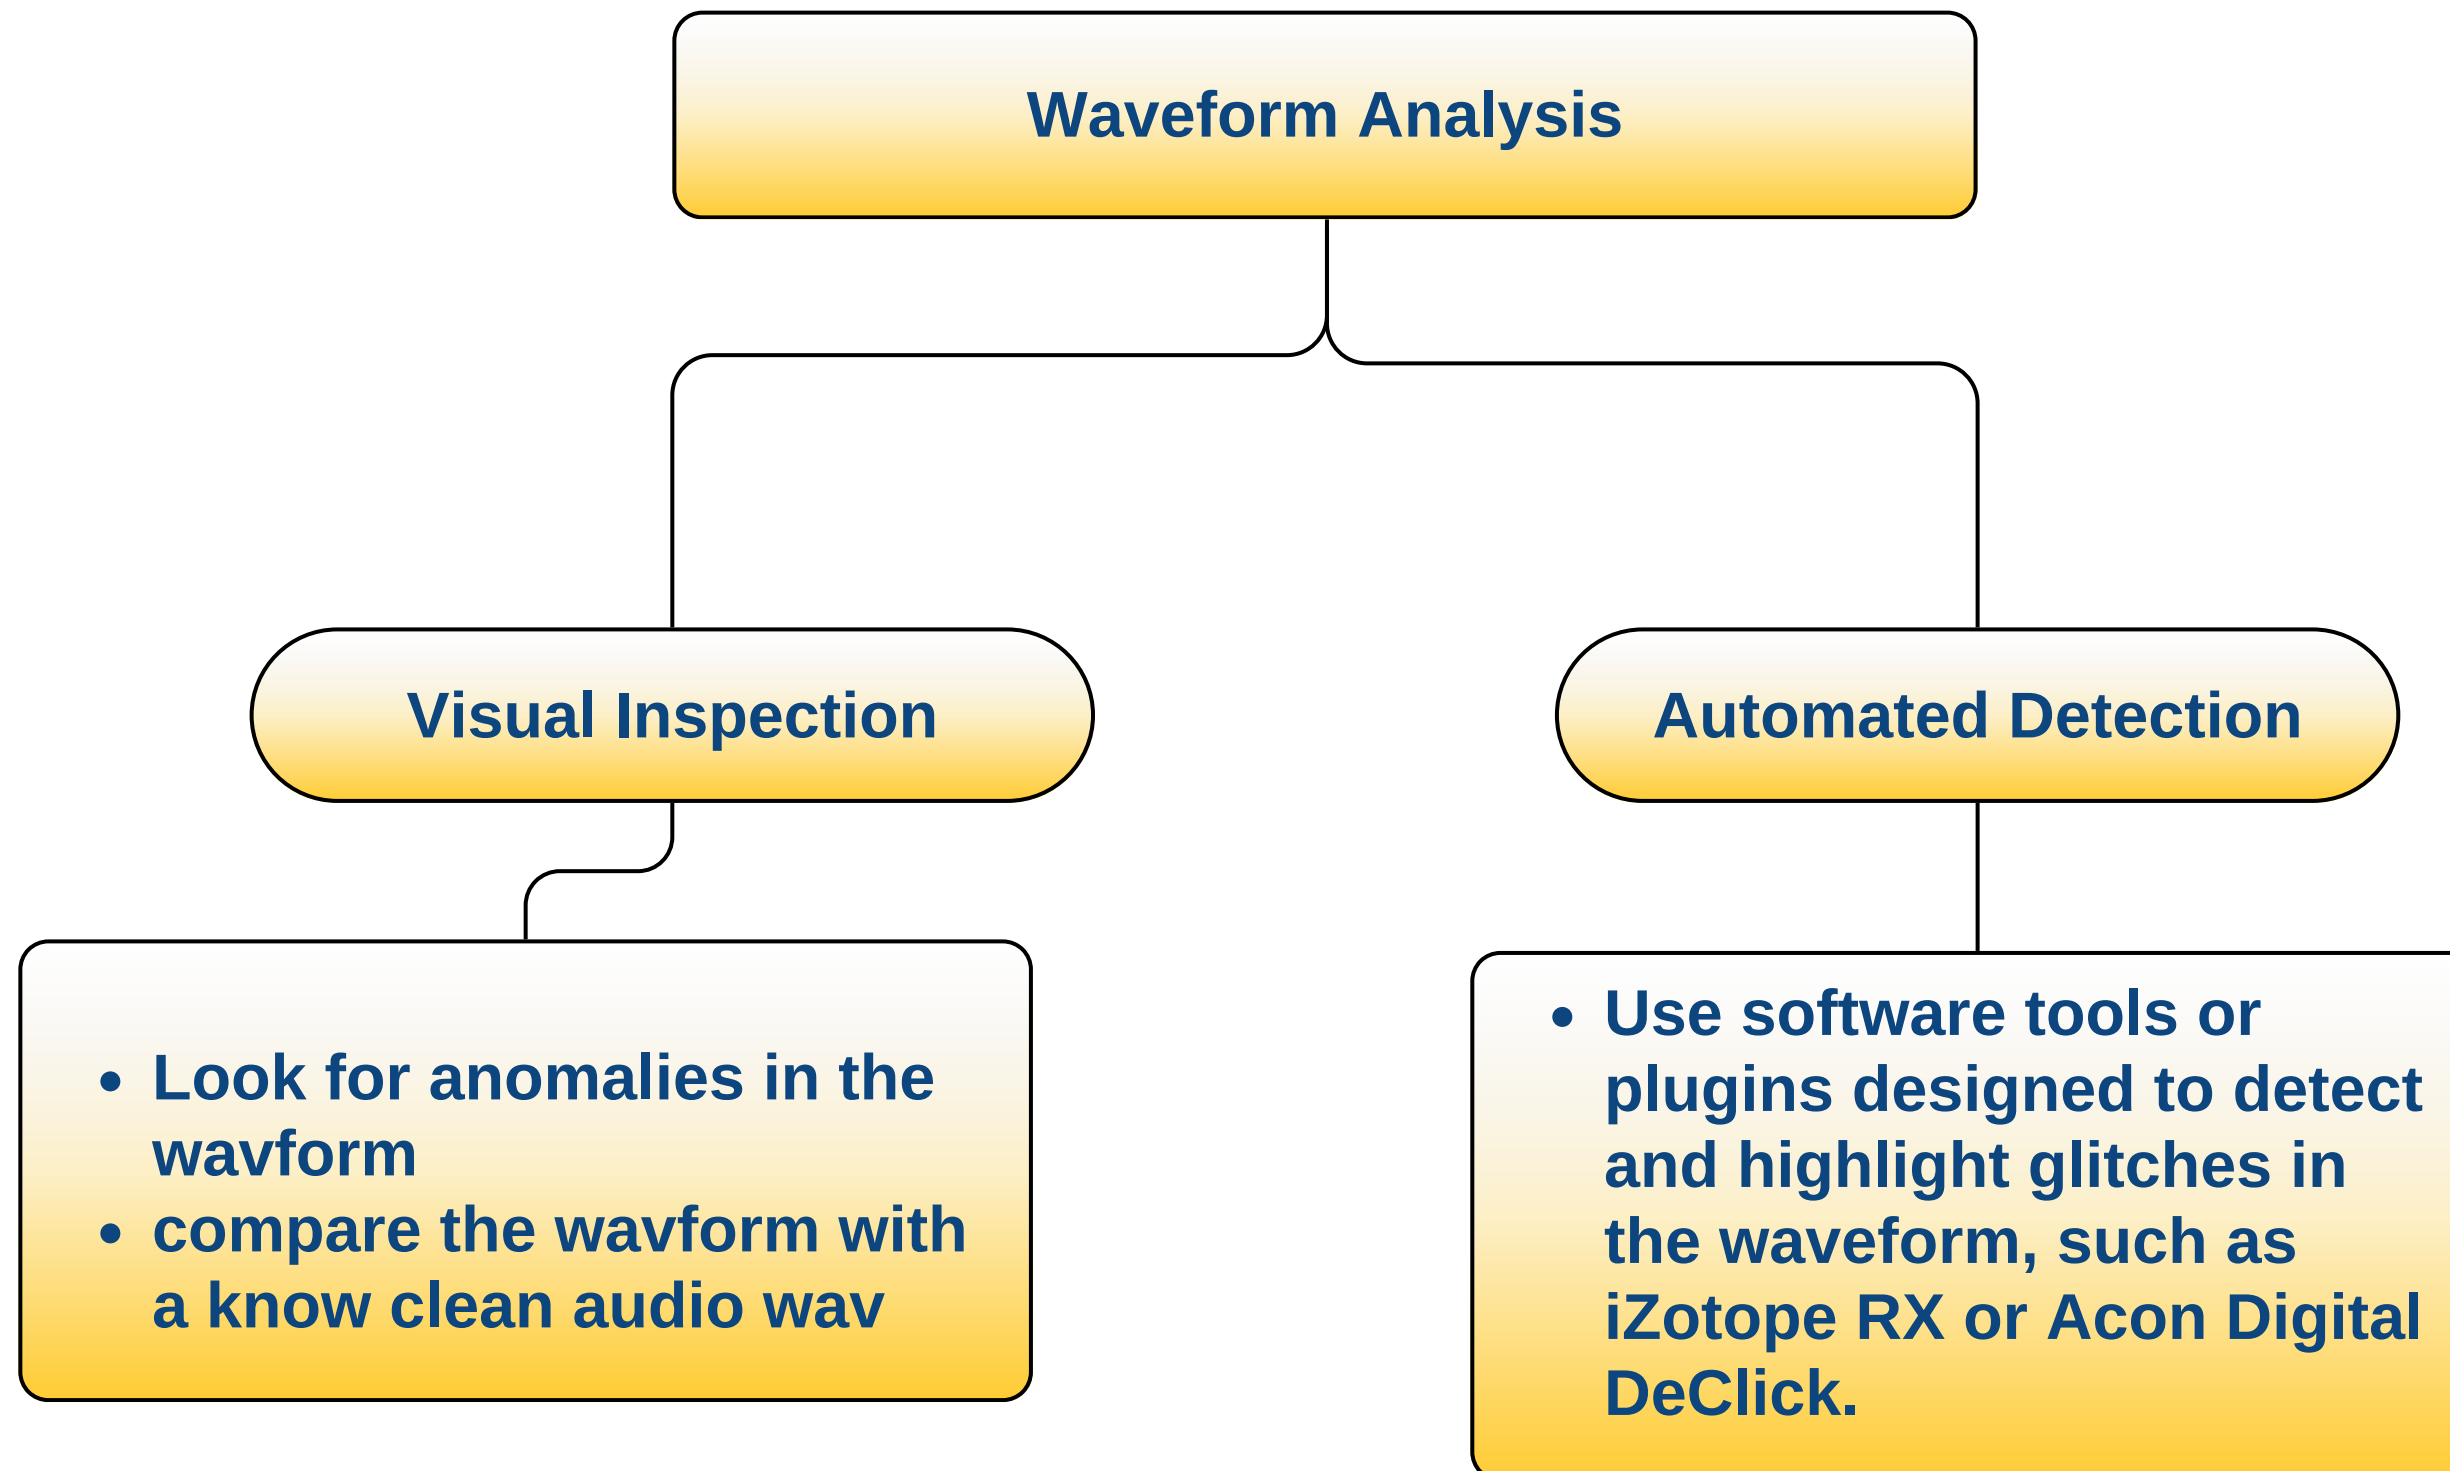 Waveform Analysis
Visual Inspection
Automated Detection
• Look for anomalies in the
wavform
• compare the wavform with
a know clean audio wav
• Use software tools or
plugins designed to detect
and highlight glitches in
the waveform, such as
iZotope RX or Acon Digital
DeClick.